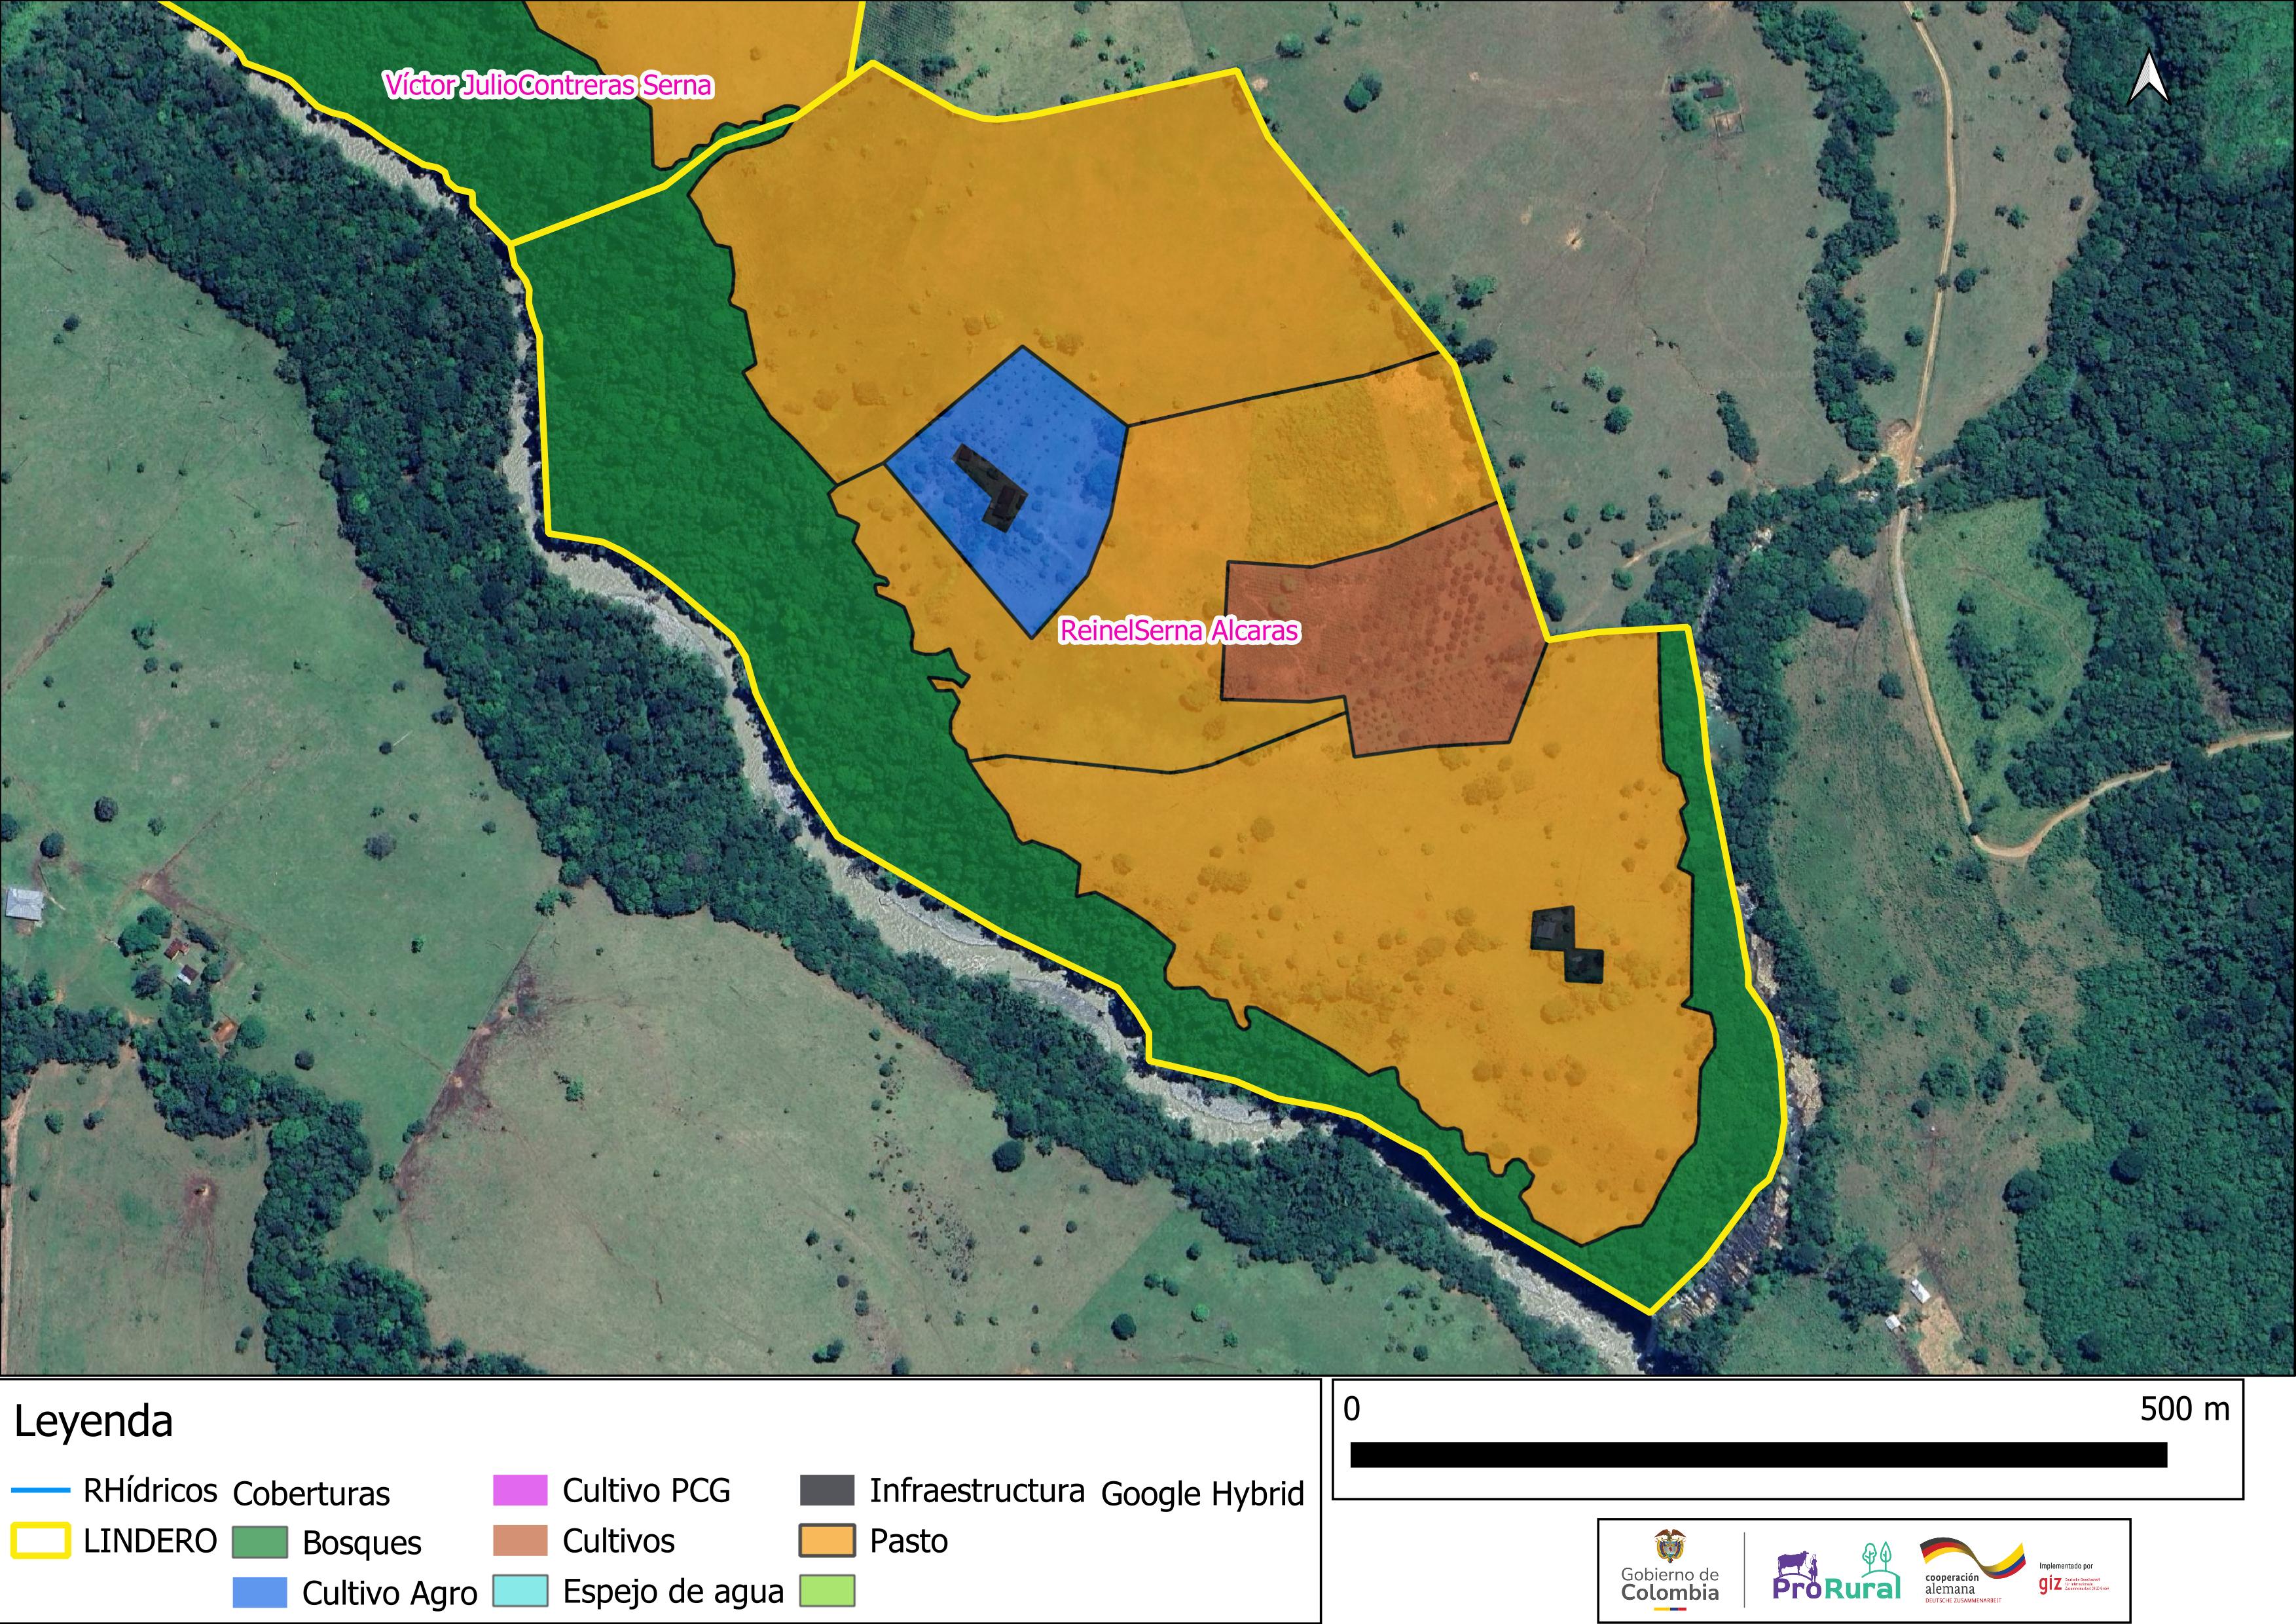 Víctor JulioContreras Serna
ReinelSerna Alcaras
Leyenda
RHídricos
LINDERO
Coberturas
Bosques
Cultivo Agro
Cultivo PCG
Cultivos
Espejo de agua
Infraestructura
Pasto
Google Hybrid
0 500 m
Gobierno de
Colombia
ProRural
cooperación
alemana
DEUTSCHE ZUSAMMENARBEIT
Implementado por
giz